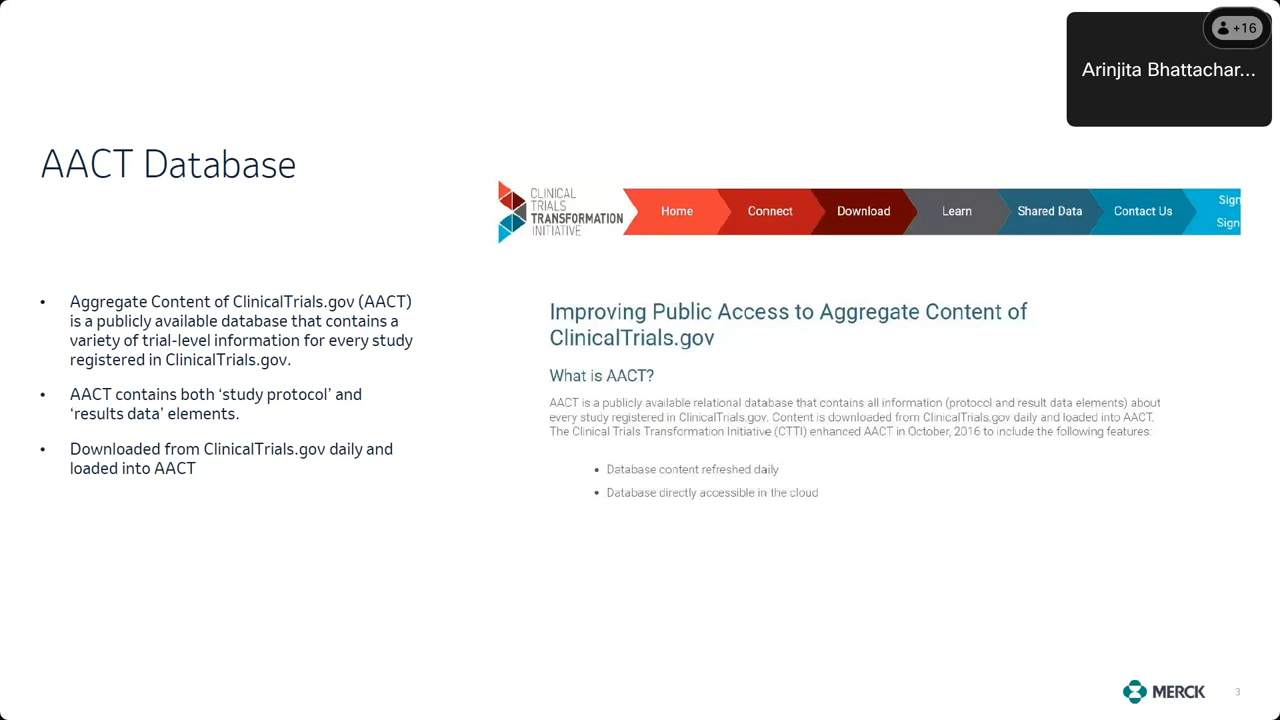 +16
Arinjita Bhattachar...
AACT Database
CLINICAL
TRIALS
TRANSFORMATION
INITIATIVE
Home
Connect
Download
Learn
Shared Data
Contact Us
Sign
Sign
• Aggregate Content of ClinicalTrials.gov (AACT)
is a publicly available database that contains a
variety of trial-level information for every study
registered in ClinicalTrials.gov.
• AACT contains both ‘study protocol’ and
‘results data’ elements.
• Downloaded from ClinicalTrials.gov daily and
loaded into AACT
Improving Public Access to Aggregate Content of
ClinicalTrials.gov
What is AACT?
AACT is a publicly available relational database that contains all information (protocol and result data elements) about
every study registered in ClinicalTrials.gov. Content is downloaded from ClinicalTrials.gov daily and loaded into AACT.
The Clinical Trials Transformation Initiative (CTTI) enhanced AACT in October, 2016 to include the following features:
• Database content refreshed daily
• Database directly accessible in the cloud
MERCK
3